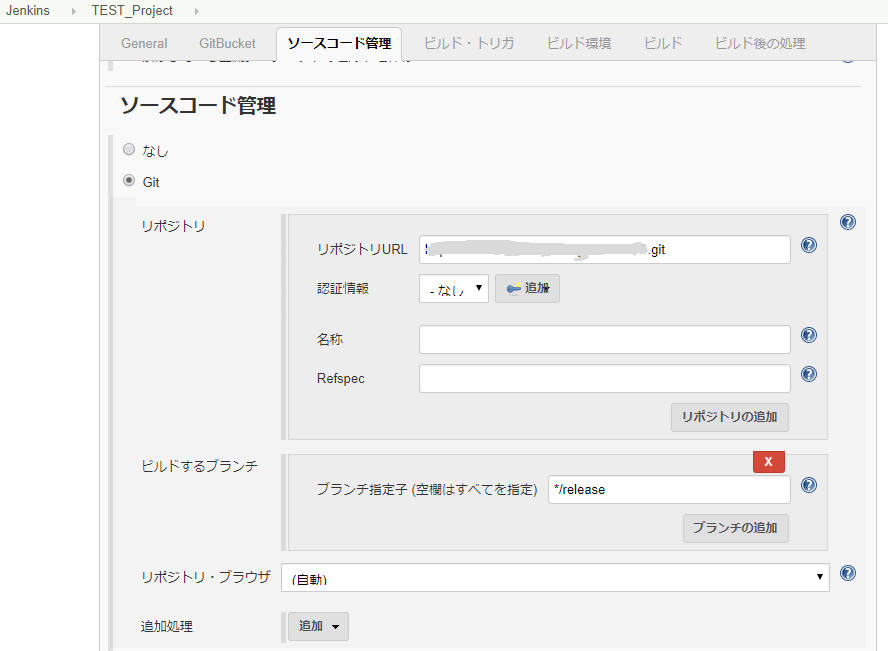 Jenkins TEST_Project
General GitBucket ソースコード管理 ビルド・トリガ ビルド環境 ビルド ビルド後の処理
ソースコード管理
なし
Git
リポジトリ
リポジトリURL .git
認証情報 - なし 追加
名称
Refspec
リポジトリの追加
X
ビルドするブランチ
ブランチ指定子 (空欄はすべてを指定) */release
ブランチの追加
リポジトリ・ブラウザ (自動)
追加処理 追加